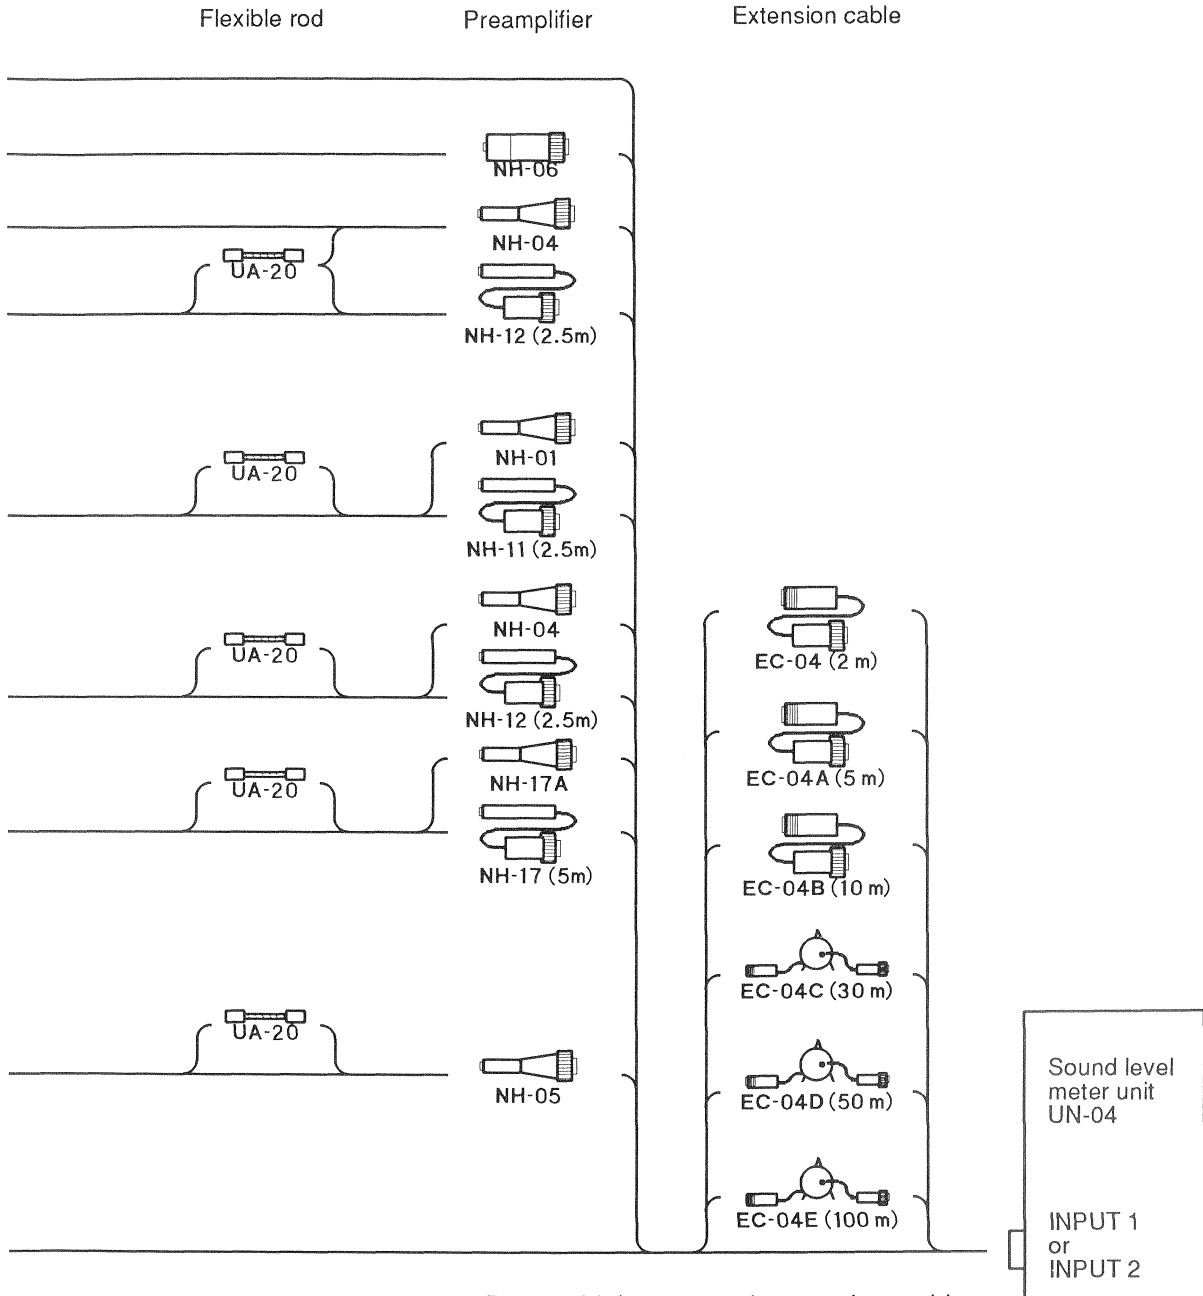 Flexible rod
Preamplifier
Extension cable
NH-06
NH-04
UA-20
NH-12 (2.5m)
NH-01
UA-20
NH-11 (2.5m)
NH-04
UA-20
NH-12 (2.5m)
NH-17A
UA-20
NH-17 (5m)
UA-20
NH-05
EC-04 (2 m)
EC-04A (5 m)
EC-04B (10 m)
EC-04C (30 m)
EC-04D (50 m)
EC-04E (100 m)
Sound level
meter unit
UN-04
INPUT 1
or
INPUT 2